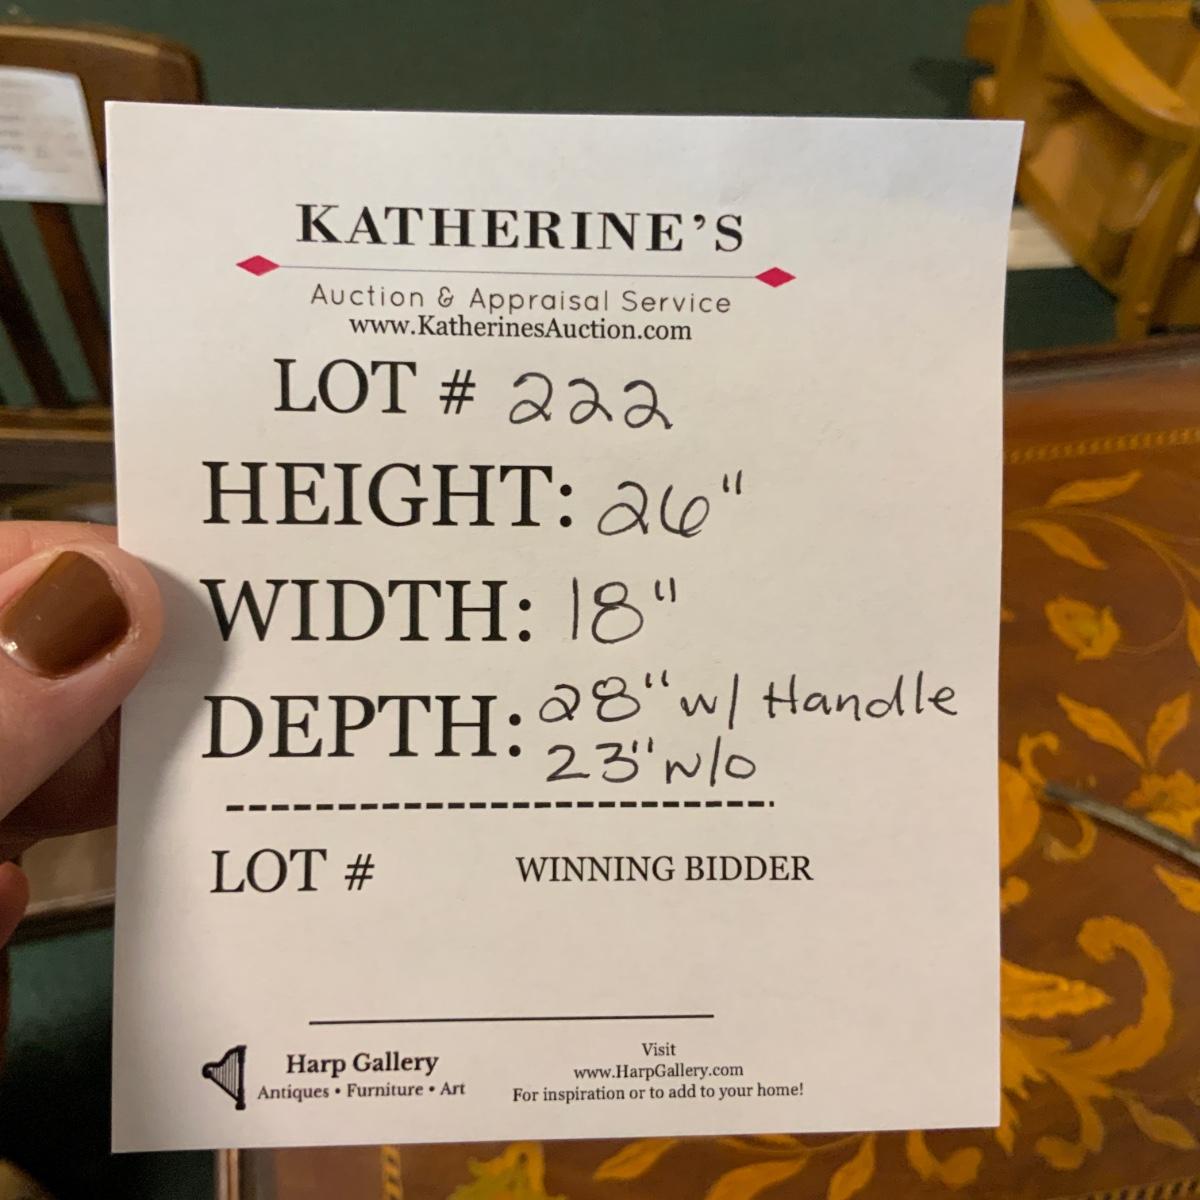 KATHERINE'S
Auction & Appraisal Service
www.KatherinesAuction.com
LOT # 222
HEIGHT: 26"
WIDTH: 18"
DEPTH: 28" w/ Handle
23" w/o
LOT # WINNING BIDDER
Harp Gallery
Antiques • Furniture • Art
Visit
www.HarpGallery.com
For inspiration or to add to your home!